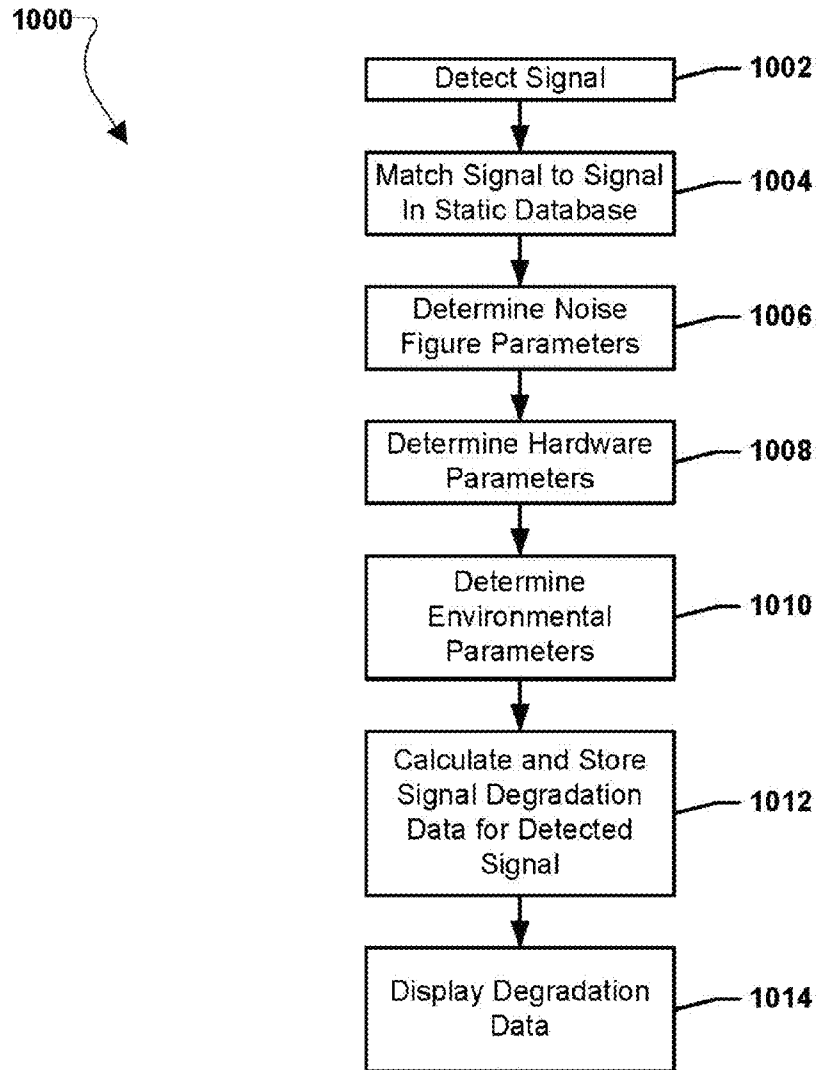 1000
Detect Signal
1002
Match Signal to Signal
In Static Database
1004
Determine Noise
Figure Parameters
1006
Determine Hardware
Parameters
1008
Determine
Environmental
Parameters
1010
Calculate and Store
Signal Degradation
Data for Detected
Signal
1012
Display Degradation
Data
1014